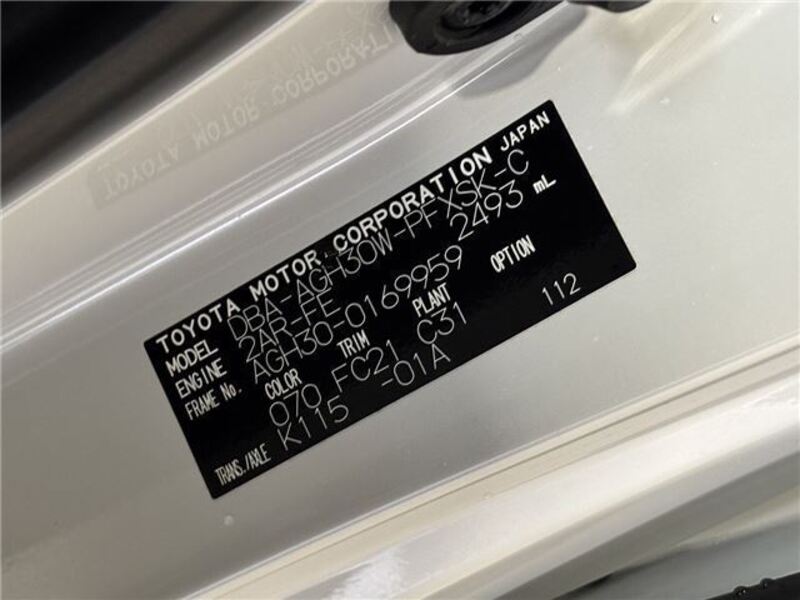 TOYOTA MOTOR CORPORATION JAPAN
MODEL DBA-AGH30W-PFXSK-C
ENGINE 2AR-FE 2493 mL
FRAME No. AGH30-0169959
COLOR TRIM PLANT OPTION
070 FC21 C31 112
TRANS./AXLE K115 -01A